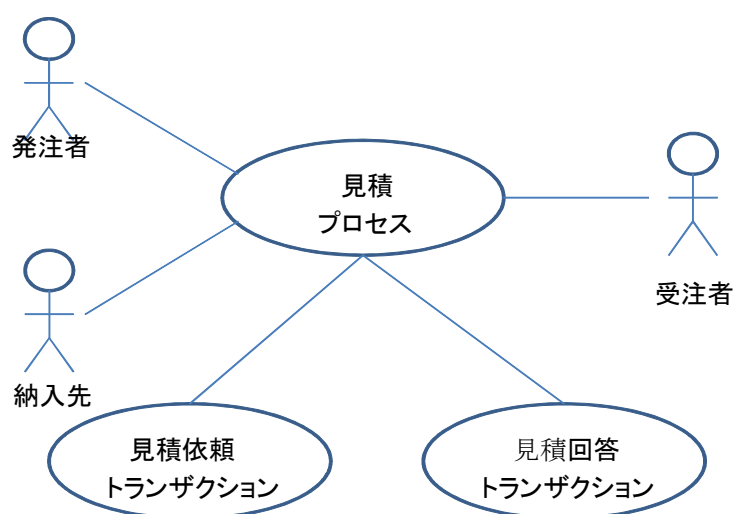 発注者
見積
プロセス
受注者
納入先
見積依頼
トランザクション
見積回答
トランザクション